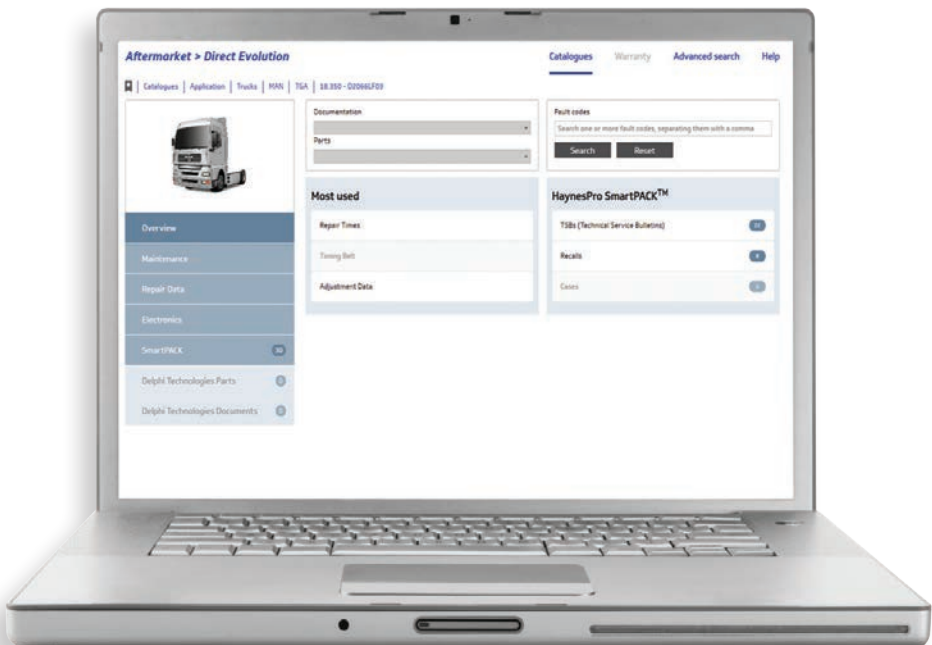 Aftermarket > Direct Evolution
Catalogues Warranty Advanced search Help
Catalogues | Application | Trucks | MAN | TGA | 18.350 - D2066LF03
Documentation
Parts
Fault codes
Search one or more fault codes, separating them with a comma
Search Reset
Overview
Maintenance
Repair Data
Electronics
SmartPACK 30
Delphi Technologies Parts 0
Delphi Technologies Documents 0
Most used
Repair Times
Timing Belt
Adjustment Data
HaynesPro SmartPACK™
TSBs (Technical Service Bulletins)
Recalls
Cases